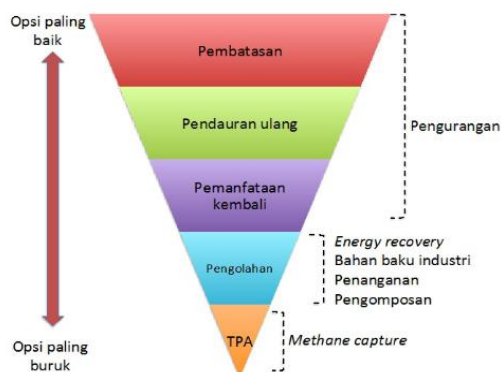 Opsi paling
baik
Pembatasan
Pendauran ulang
Pengurangan
Pemanfataan
kembali
Pengolahan
Energy recovery
Bahan baku industri
Penanganan
Pengomposan
TPA
Methane capture
Opsi paling
buruk